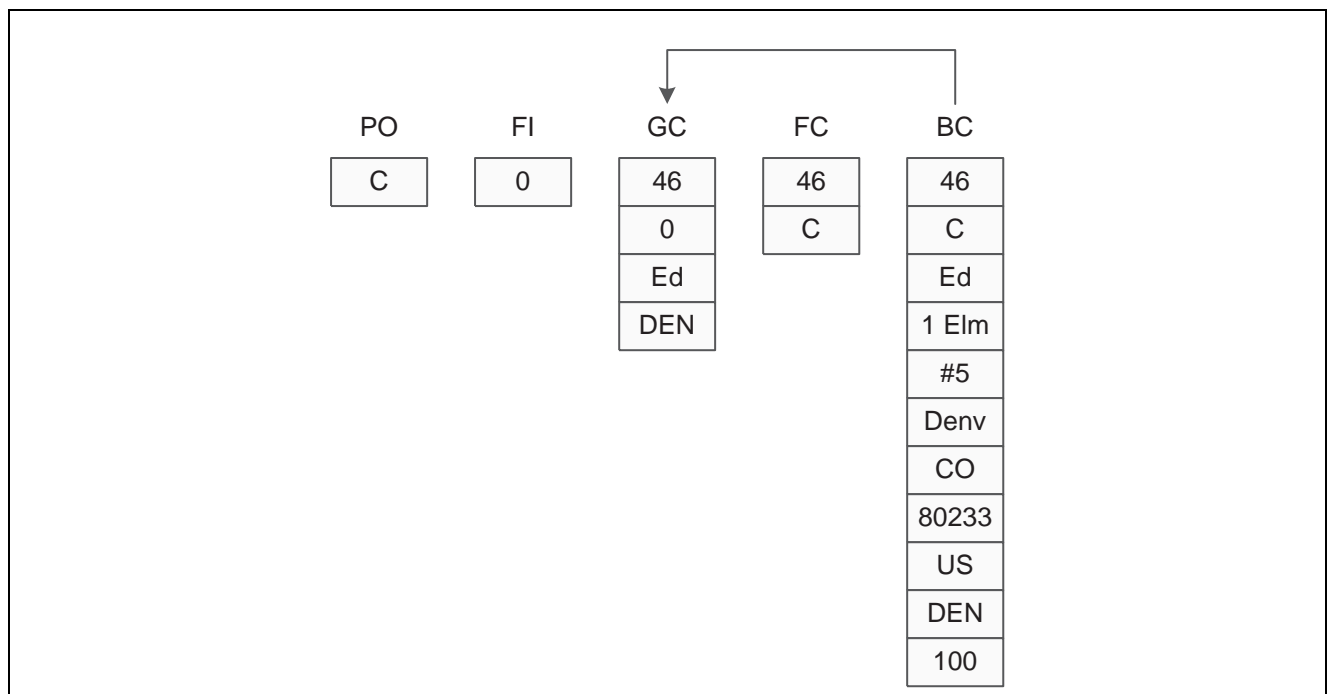 PO FI GC FC BC
C 0 46 46 46
0 C C
Ed Ed
DEN 1 Elm
#5
Denv
CO
80233
US
DEN
100